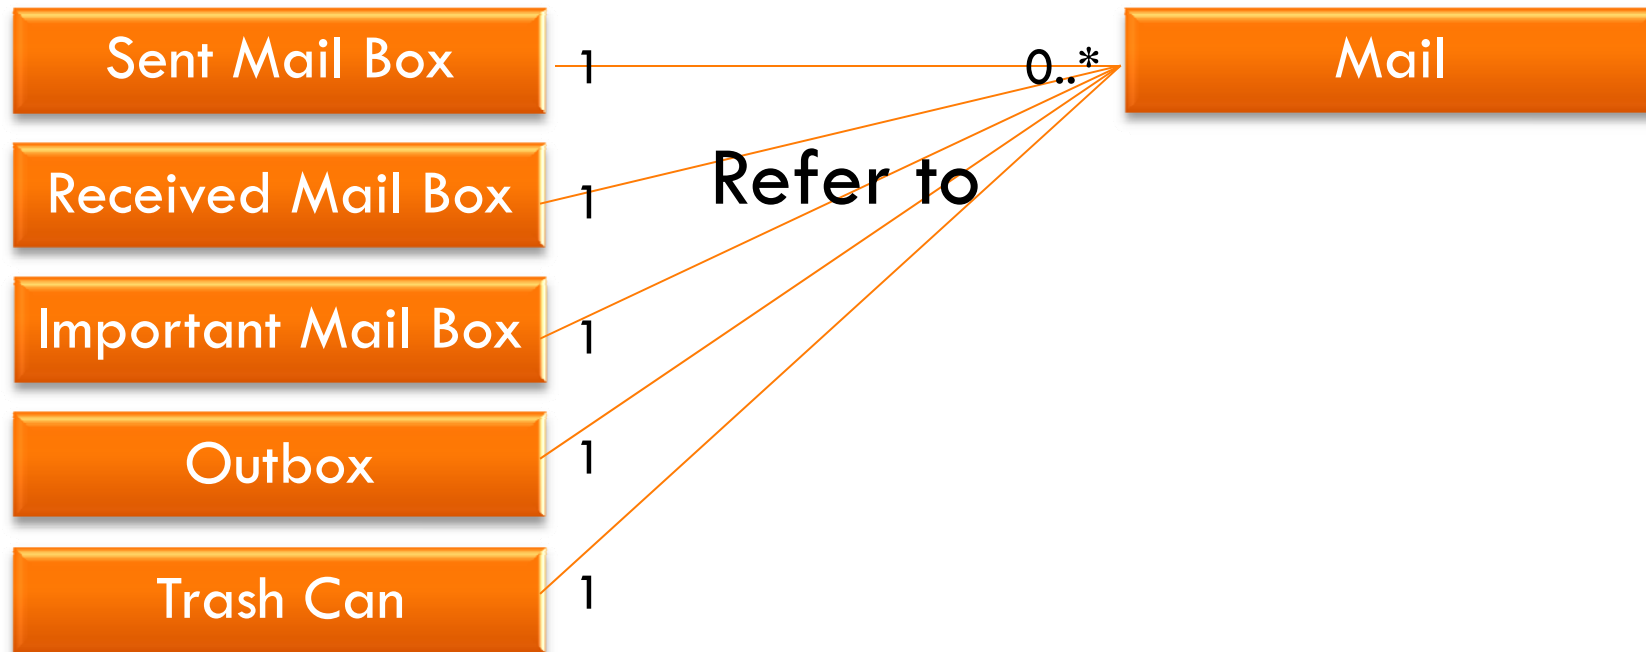 Sent Mail Box
1
0..*
Mail
Refer to
Received Mail Box
1
Important Mail Box
1
Outbox
1
Trash Can
1